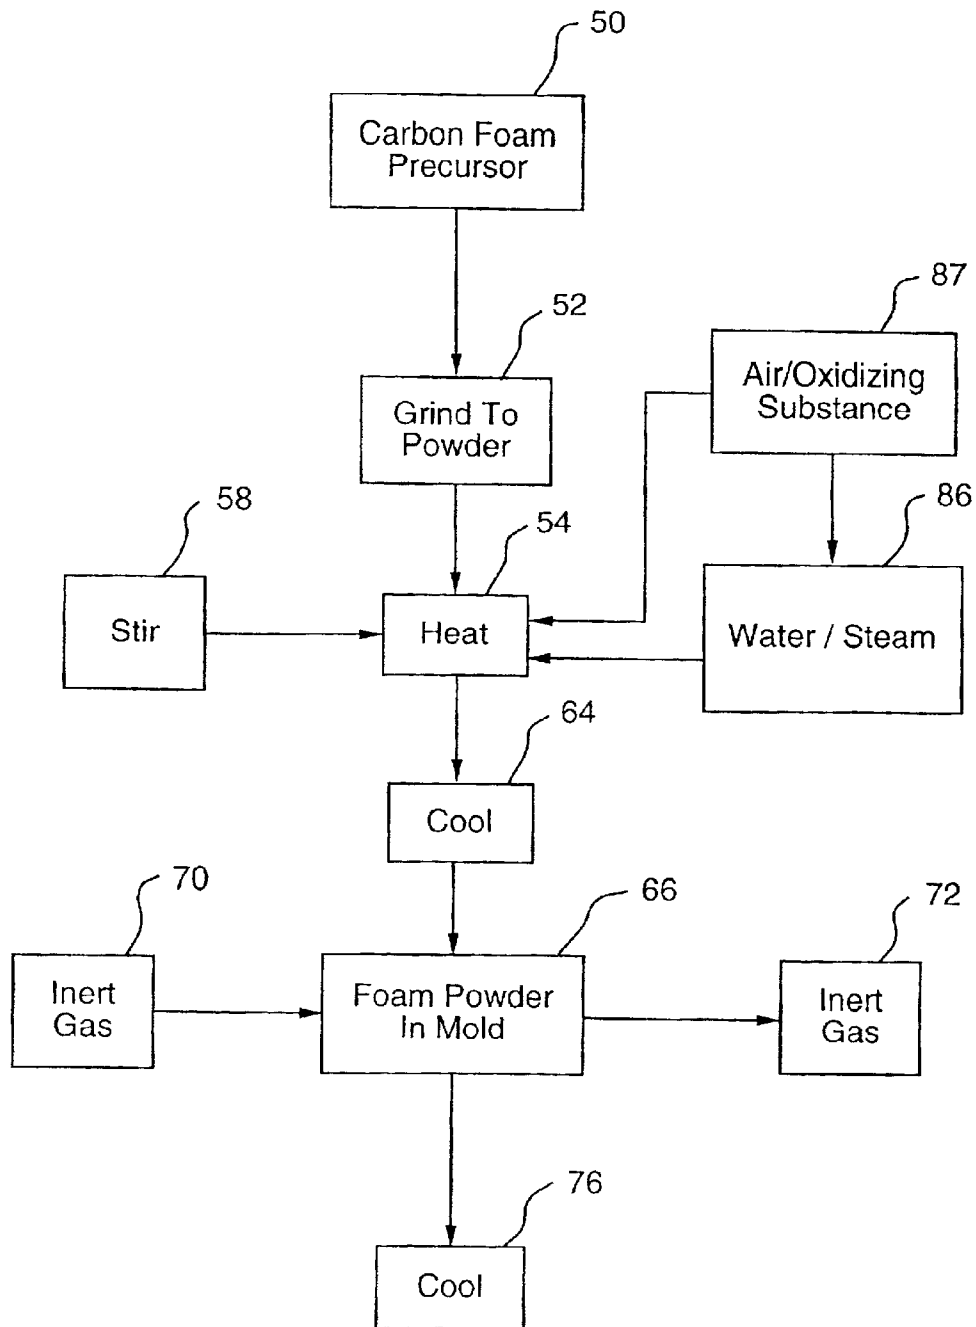 50
Carbon Foam
Precursor
52
Grind To
Powder
87
Air/Oxidizing
Substance
58
Stir
54
Heat
86
Water / Steam
64
Cool
70
Inert
Gas
66
Foam Powder
In Mold
72
Inert
Gas
76
Cool